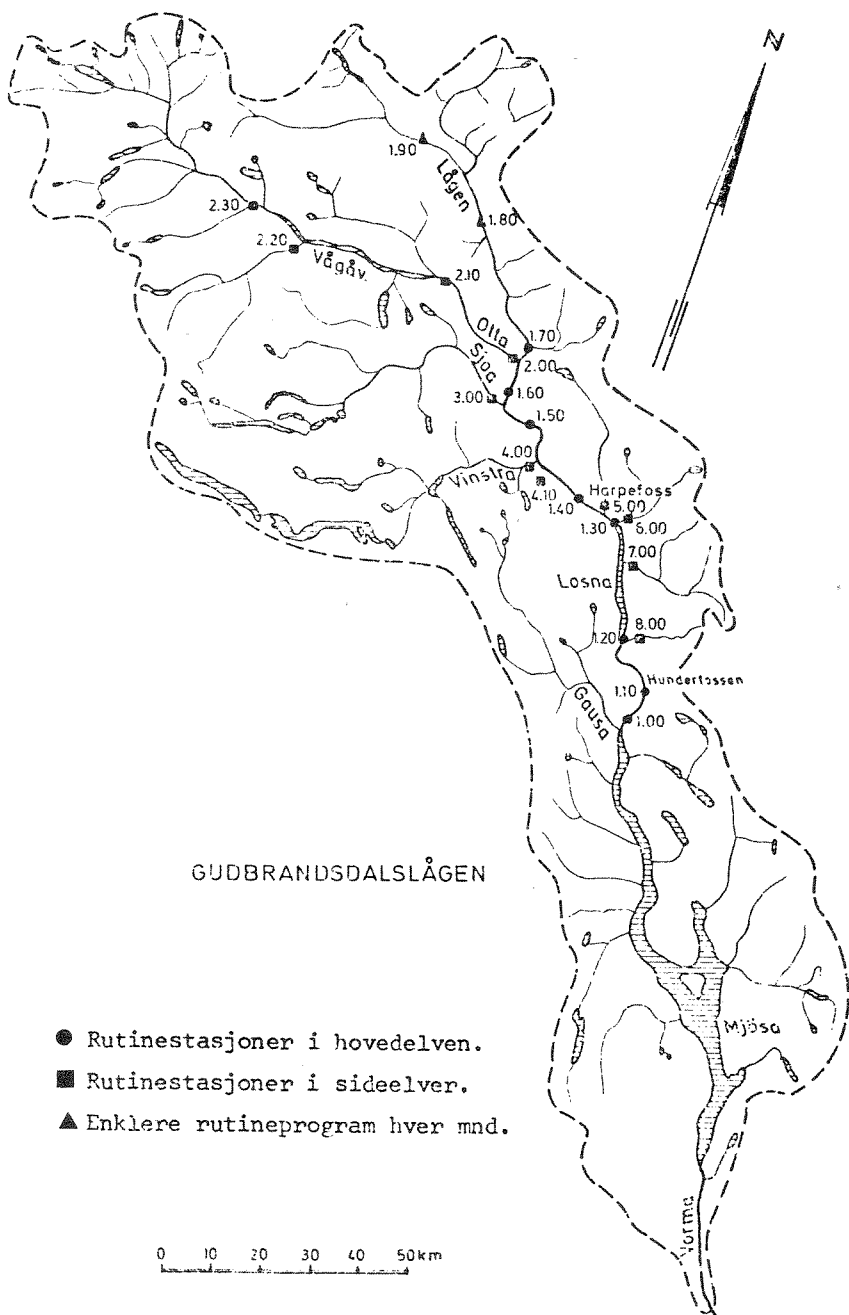 N
1.90
Lågen
1.80
2.30
2.20
Vågåv.
2.10
Otta
1.70
2.00
Sjoa
1.60
3.00
1.50
4.00
Vinstra
4.10
1.40
Harpefoss
5.00
1.30
6.00
7.00
Losna
8.00
1.20
Hunderfossen
1.10
Gausa
1.00
GUDBRANDSDALSLÅGEN
Mjösa
● Rutinestasjoner i hovedelven.
■ Rutinestasjoner i sideelver.
▲ Enklere rutineprogram hver mnd.
Vorma
0 10 20 30 40 50 km